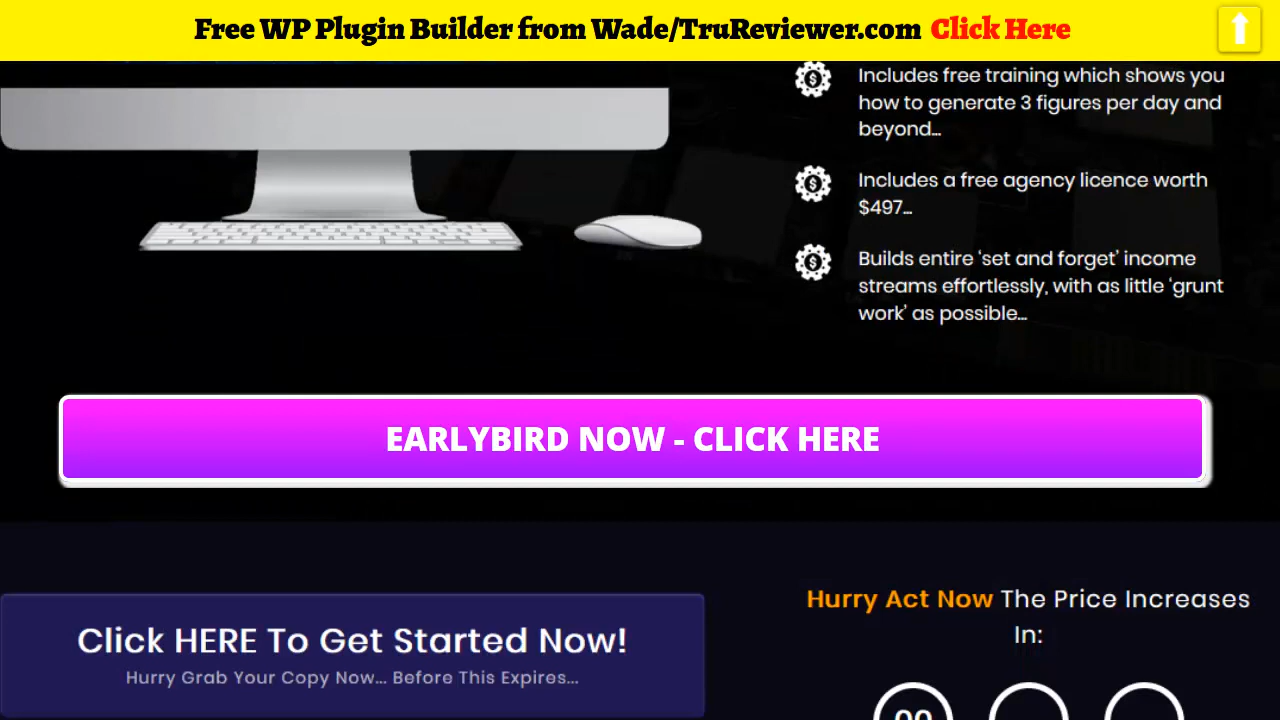 Free WP Plugin Builder from Wade/TruReviewer.com Click Here
Includes free training which shows you
how to generate 3 figures per day and
beyond...
Includes a free agency licence worth
$497...
Builds entire ‘set and forget’ income
streams effortlessly, with as little ‘grunt
work’ as possible...
EARLYBIRD NOW - CLICK HERE
Click HERE To Get Started Now!
Hurry Grab Your Copy Now... Before This Expires...
Hurry Act Now The Price Increases
In:
00